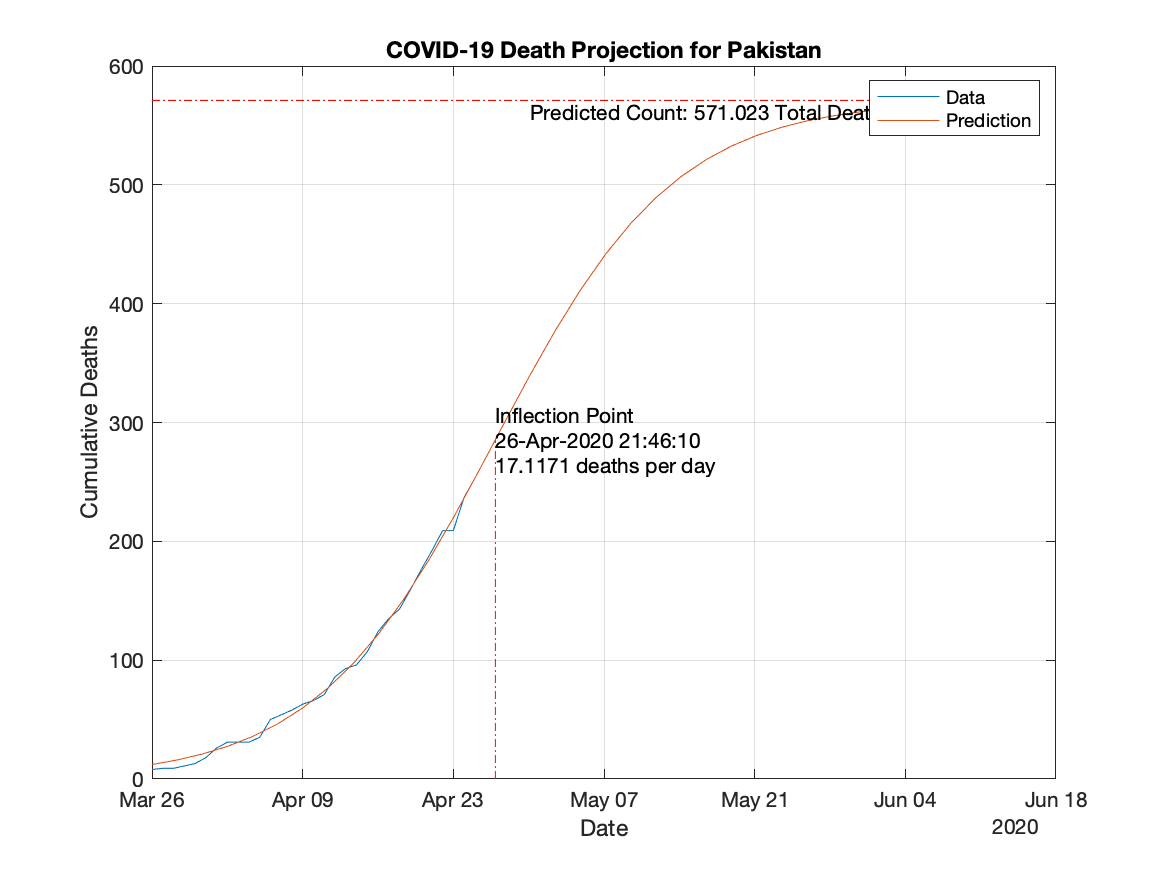 COVID-19 Death Projection for Pakistan
600
500
400
300
200
100
0
Cumulative Deaths
Predicted Count: 571.023 Total Deat
Data
Prediction
Inflection Point
26-Apr-2020 21:46:10
17.1171 deaths per day
Mar 26
Apr 09
Apr 23
May 07
May 21
Jun 04
Jun 18
Date
2020